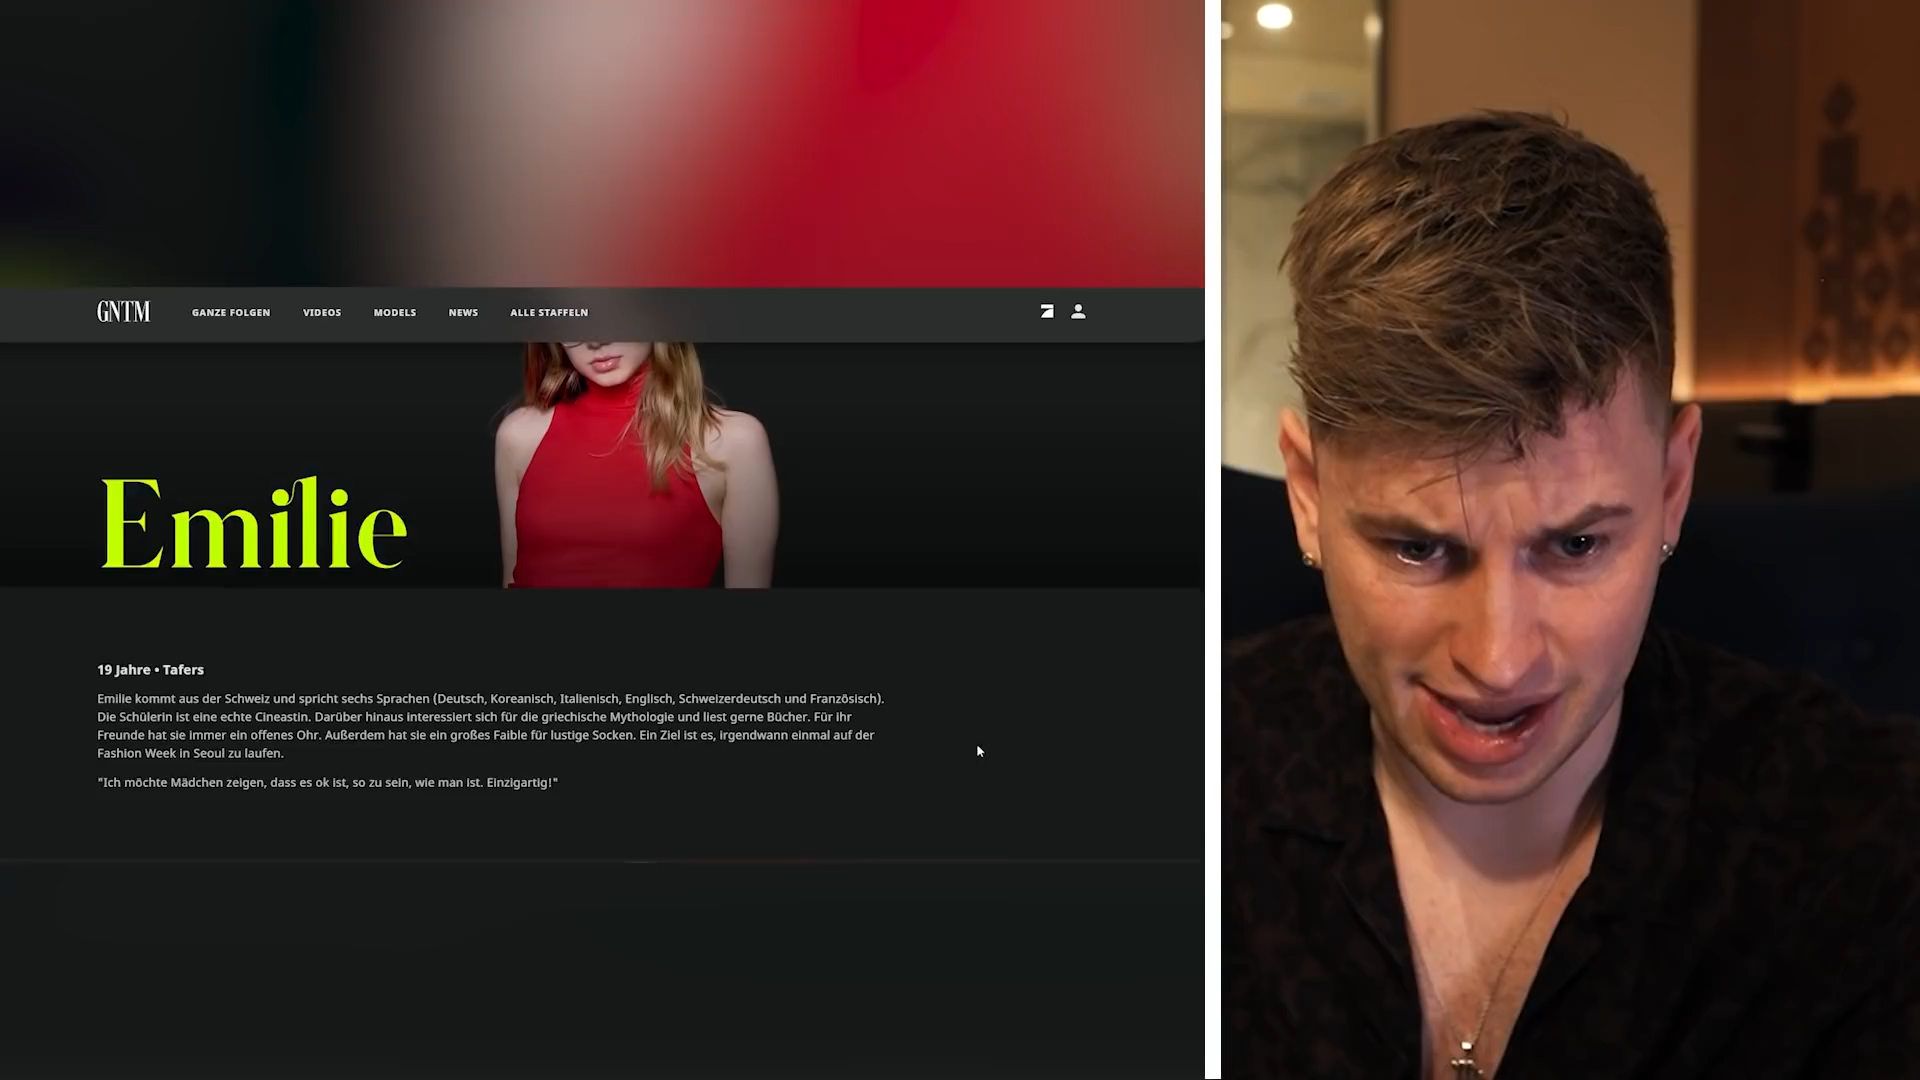 GNTM GANZE FOLGEN VIDEOS MODELS NEWS ALLE STAFFELN
Emilie
19 Jahre • Tafers
Emilie kommt aus der Schweiz und spricht sechs Sprachen (Deutsch, Koreanisch, Italienisch, Englisch, Schweizerdeutsch und Französisch).
Die Schülerin ist eine echte Cineastin. Darüber hinaus interessiert sich für die griechische Mythologie und liest gerne Bücher. Für ihr
Freunde hat sie immer ein offenes Ohr. Außerdem hat sie ein großes Faible für lustige Socken. Ein Ziel ist es, irgendwann einmal auf der
Fashion Week in Seoul zu laufen.
"Ich möchte Mädchen zeigen, dass es ok ist, so zu sein, wie man ist. Einzigartig!"